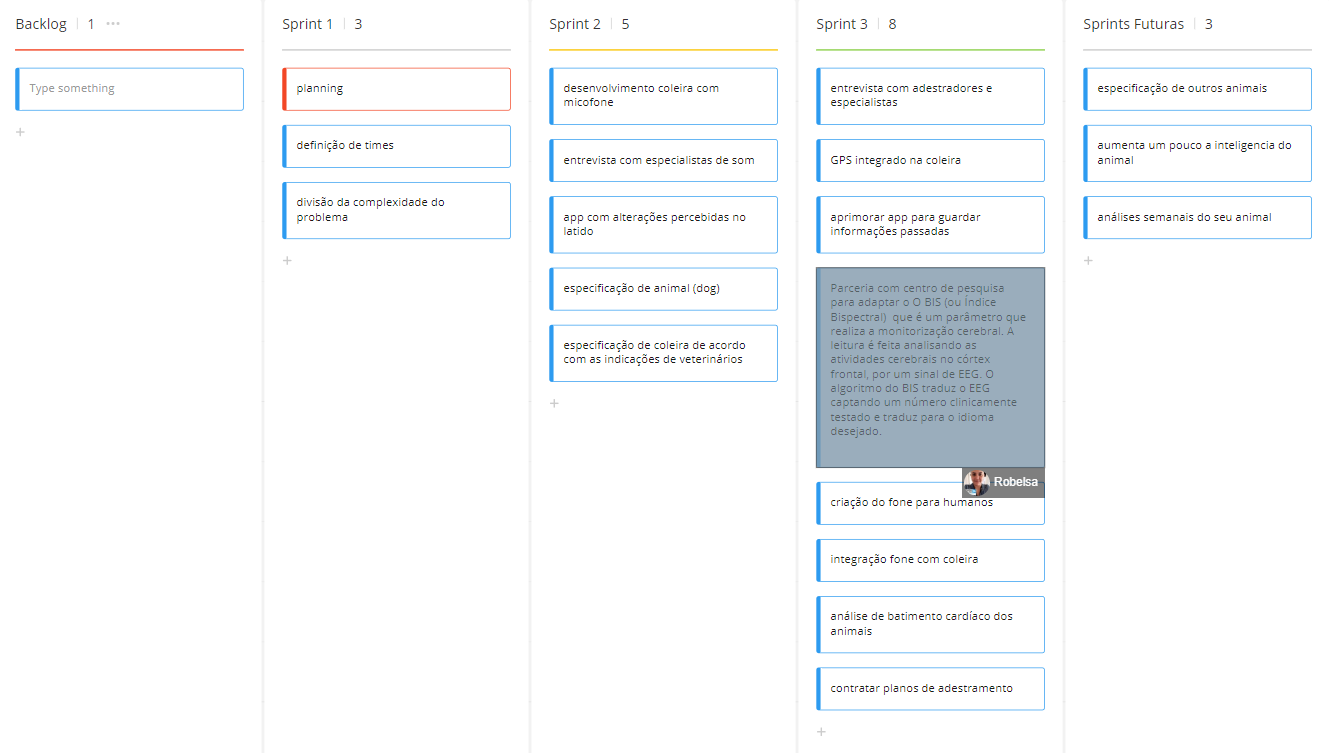 Backlog 1 ...
Type something
+
Sprint 1 3
planning
definição de times
divisão da complexidade do
problema
+
Sprint 2 5
desenvolvimento coleira com
micofone
entrevista com especialistas de som
app com alterações percebidas no
latido
especificação de animal (dog)
especificação de coleira de acordo
com as indicações de veterinários
+
Sprint 3 8
entrevista com adestradores e
especialistas
GPS integrado na coleira
aprimorar app para guardar
informações passadas
Parceria com centro de pesquisa
para adaptar o O BIS (ou Índice
Bispectral) que é um parâmetro que
realiza a monitorização cerebral. A
leitura é feita analisando as
atividades cerebrais no córtex
frontal, por um sinal de EEG. O
algoritmo do BIS traduz o EEG
captando um número clinicamente
testado e traduz para o idioma
desejado.
Robelsa
criação do fone para humanos
integração fone com coleira
análise de batimento cardíaco dos
animais
contratar planos de adestramento
+
Sprints Futuras 3
especificação de outros animais
aumenta um pouco a inteligencia do
animal
análises semanais do seu animal
+